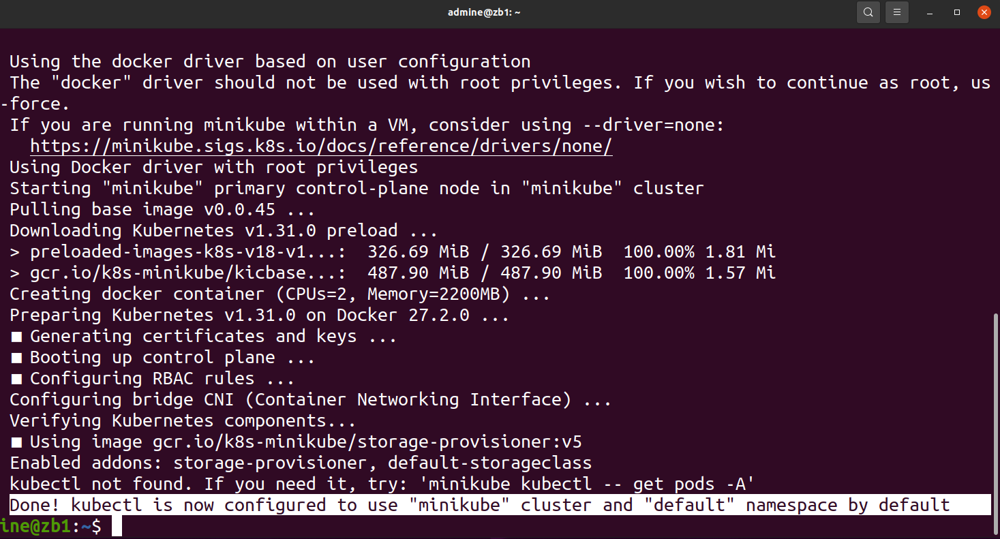 admine@zb1: ~
Using the docker driver based on user configuration
The "docker" driver should not be used with root privileges. If you wish to continue as root, us
-force.
If you are running minikube within a VM, consider using --driver=none:
https://minikube.sigs.k8s.io/docs/reference/drivers/none/
Using Docker driver with root privileges
Starting "minikube" primary control-plane node in "minikube" cluster
Pulling base image v0.0.45 ...
Downloading Kubernetes v1.31.0 preload ...
> preloaded-images-k8s-v18-v1...:  326.69 MiB / 326.69 MiB  100.00% 1.81 Mi
> gcr.io/k8s-minikube/kicbase...:  487.90 MiB / 487.90 MiB  100.00% 1.57 Mi
Creating docker container (CPUs=2, Memory=2200MB) ...
Preparing Kubernetes v1.31.0 on Docker 27.2.0 ...
■ Generating certificates and keys ...
■ Booting up control plane ...
■ Configuring RBAC rules ...
Configuring bridge CNI (Container Networking Interface) ...
Verifying Kubernetes components...
■ Using image gcr.io/k8s-minikube/storage-provisioner:v5
Enabled addons: storage-provisioner, default-storageclass
kubectl not found. If you need it, try: 'minikube kubectl -- get pods -A'
Done! kubectl is now configured to use "minikube" cluster and "default" namespace by default
ine@zb1:~$